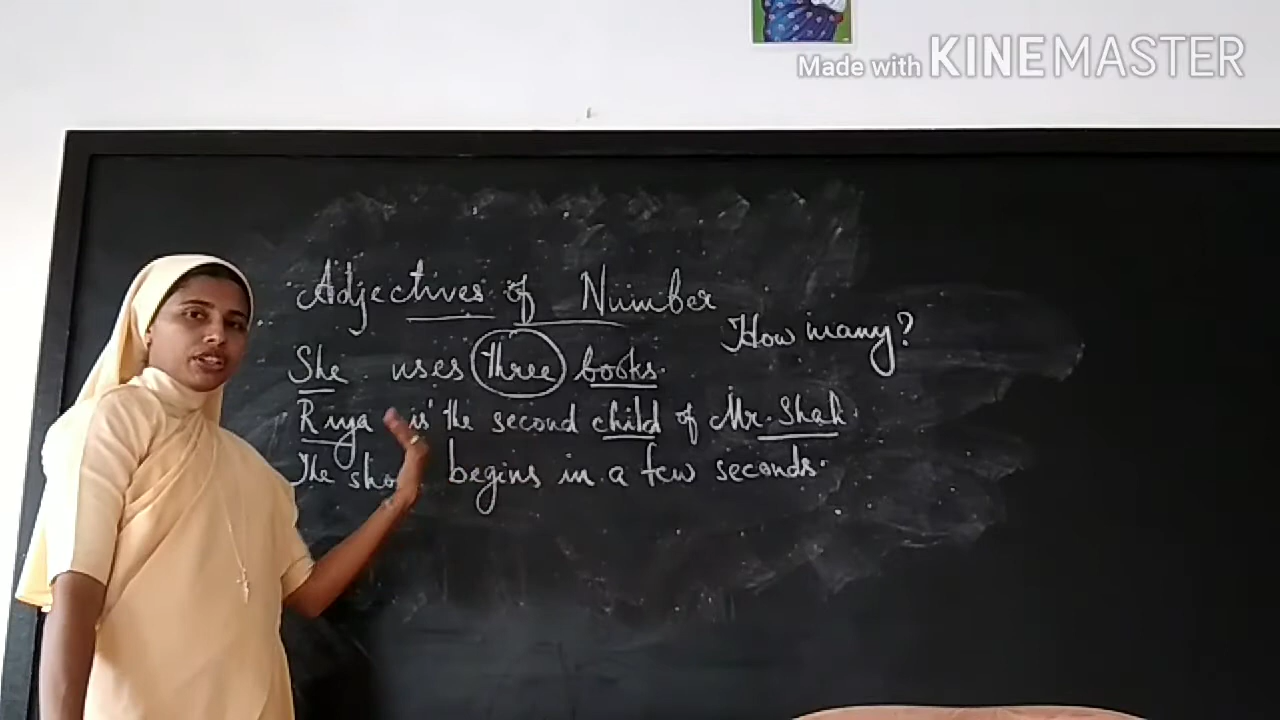 Made with KINEMASTER
Adjectives of Number
How many?
She uses three books.
Riya is the second child of Mr. Shah.
The begins in a few seconds.